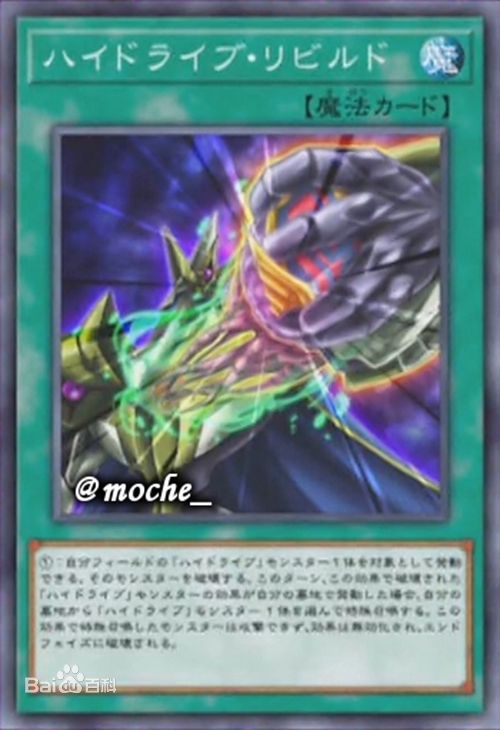 ハイドライブ・リビルド
魔
【魔法カード】
@moche_
①:自分フィールドの「ハイドライブ」モンスター1体を対象として発動
できる。そのモンスターを破壊する。このターン、この効果で破壊された
「ハイドライブ」モンスターの効果が自分の墓地で発動した場合、自分の
墓地から「ハイドライブ」モンスター1体を選んで特殊召喚する。この
効果で特殊召喚したモンスターは攻撃できず、効果は無効化され、エンド
フェイズに破壊される。
Baidu百科